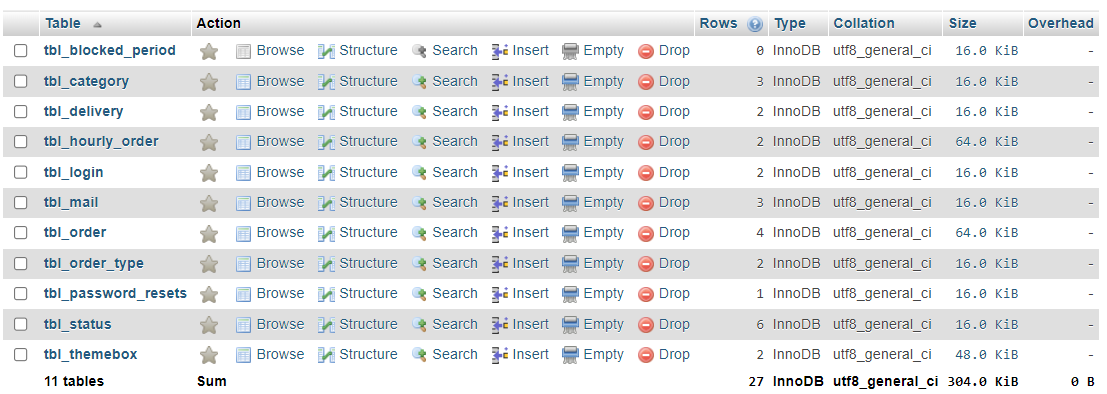 Table Action Rows Type Collation Size Overhead
tbl_blocked_period Browse Structure Search Insert Empty Drop 0 InnoDB utf8_general_ci 16.0 KiB -
tbl_category Browse Structure Search Insert Empty Drop 3 InnoDB utf8_general_ci 16.0 KiB -
tbl_delivery Browse Structure Search Insert Empty Drop 2 InnoDB utf8_general_ci 16.0 KiB -
tbl_hourly_order Browse Structure Search Insert Empty Drop 2 InnoDB utf8_general_ci 64.0 KiB -
tbl_login Browse Structure Search Insert Empty Drop 2 InnoDB utf8_general_ci 16.0 KiB -
tbl_mail Browse Structure Search Insert Empty Drop 3 InnoDB utf8_general_ci 16.0 KiB -
tbl_order Browse Structure Search Insert Empty Drop 4 InnoDB utf8_general_ci 64.0 KiB -
tbl_order_type Browse Structure Search Insert Empty Drop 2 InnoDB utf8_general_ci 16.0 KiB -
tbl_password_resets Browse Structure Search Insert Empty Drop 1 InnoDB utf8_general_ci 16.0 KiB -
tbl_status Browse Structure Search Insert Empty Drop 6 InnoDB utf8_general_ci 16.0 KiB -
tbl_themebox Browse Structure Search Insert Empty Drop 2 InnoDB utf8_general_ci 48.0 KiB -
11 tables Sum 27 InnoDB utf8_general_ci 304.0 KiB 0 B